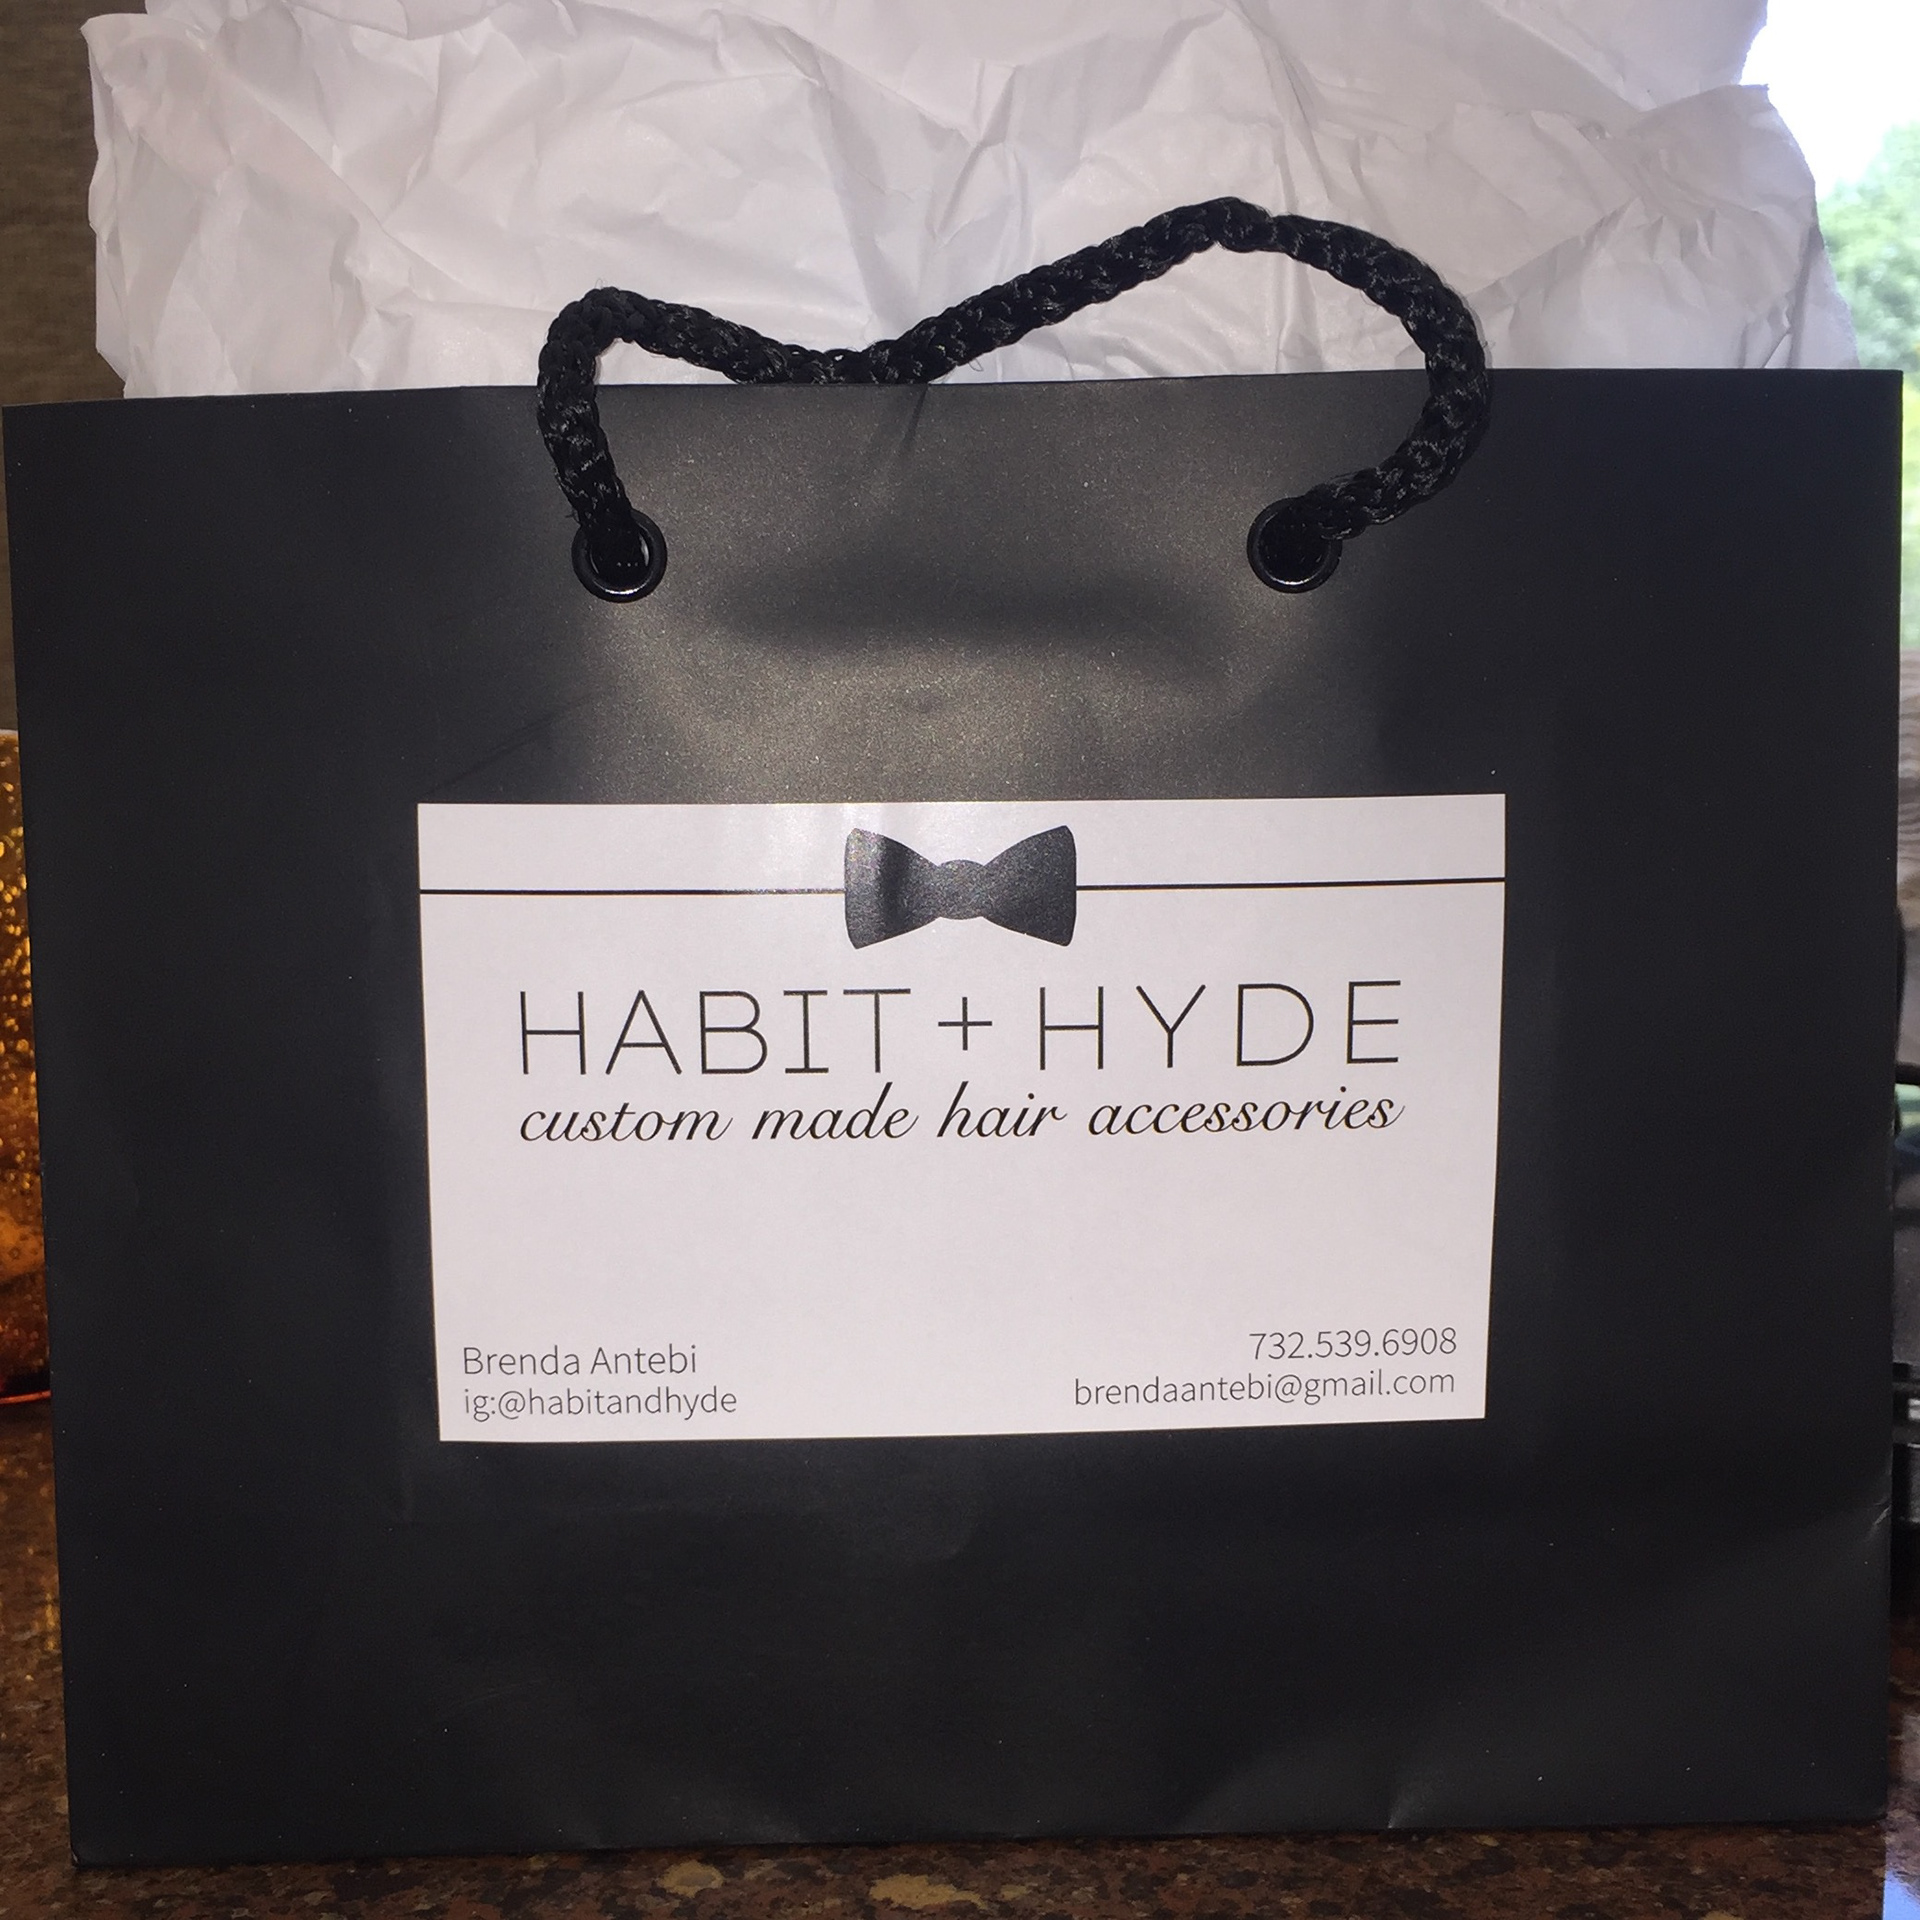 HABIT + HYDE
custom made hair accessories
Brenda Antebi
ig:@habitandhyde
732.539.6908
brendaantebi@gmail.com